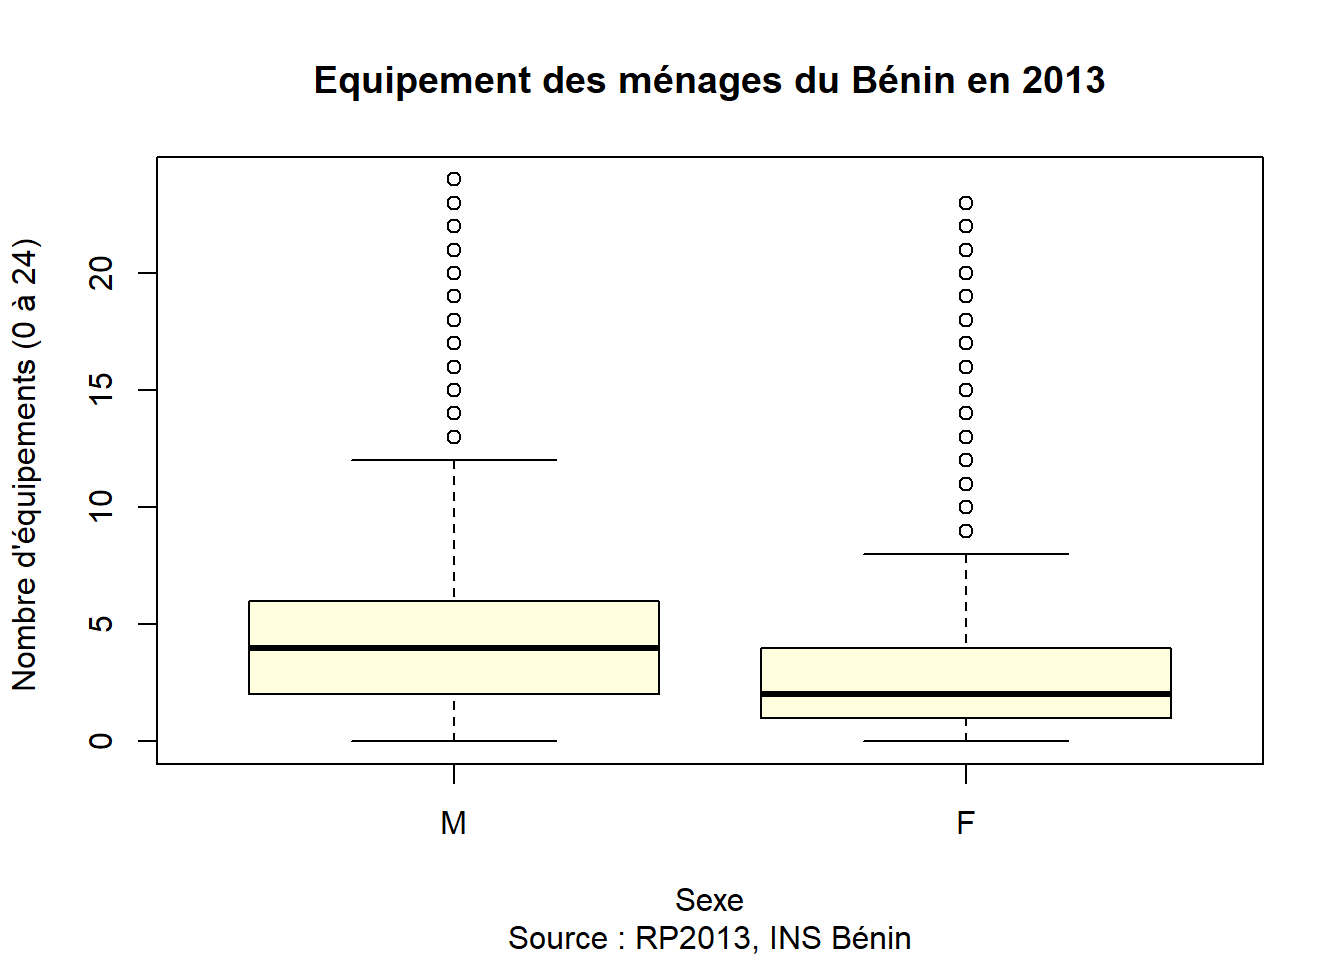 Equipement des ménages du Bénin en 2013
Nombre d'équipements (0 à 24)
20
15
10
5
0
M
F
Sexe
Source : RP2013, INS Bénin